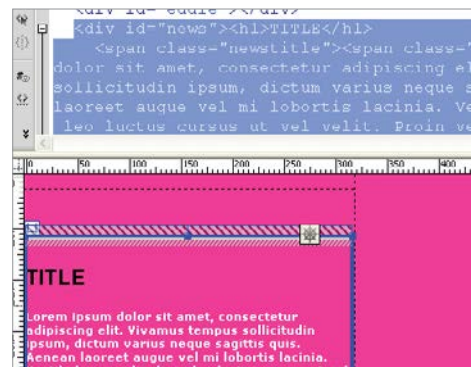 <div id="news"><h1>TITLE</h1>
<span class="newstitle"><span class=
dolor sit amet, consectetur adipiscing el
sollicitudin ipsum, dictum varius neque s
laoreet augue vel mi lobortis lacinia. Ve
leo luctus cursus ut vel velit. Proin ve
0 50 100 150 200 250 300 350 400
TITLE
Lorem ipsum dolor sit amet, consectetur
adipiscing elit. Vivamus tempus sollicitudin
ipsum, dictum varius neque sagittis quis.
Aenean laoreet augue vel mi lobortis lacinia.